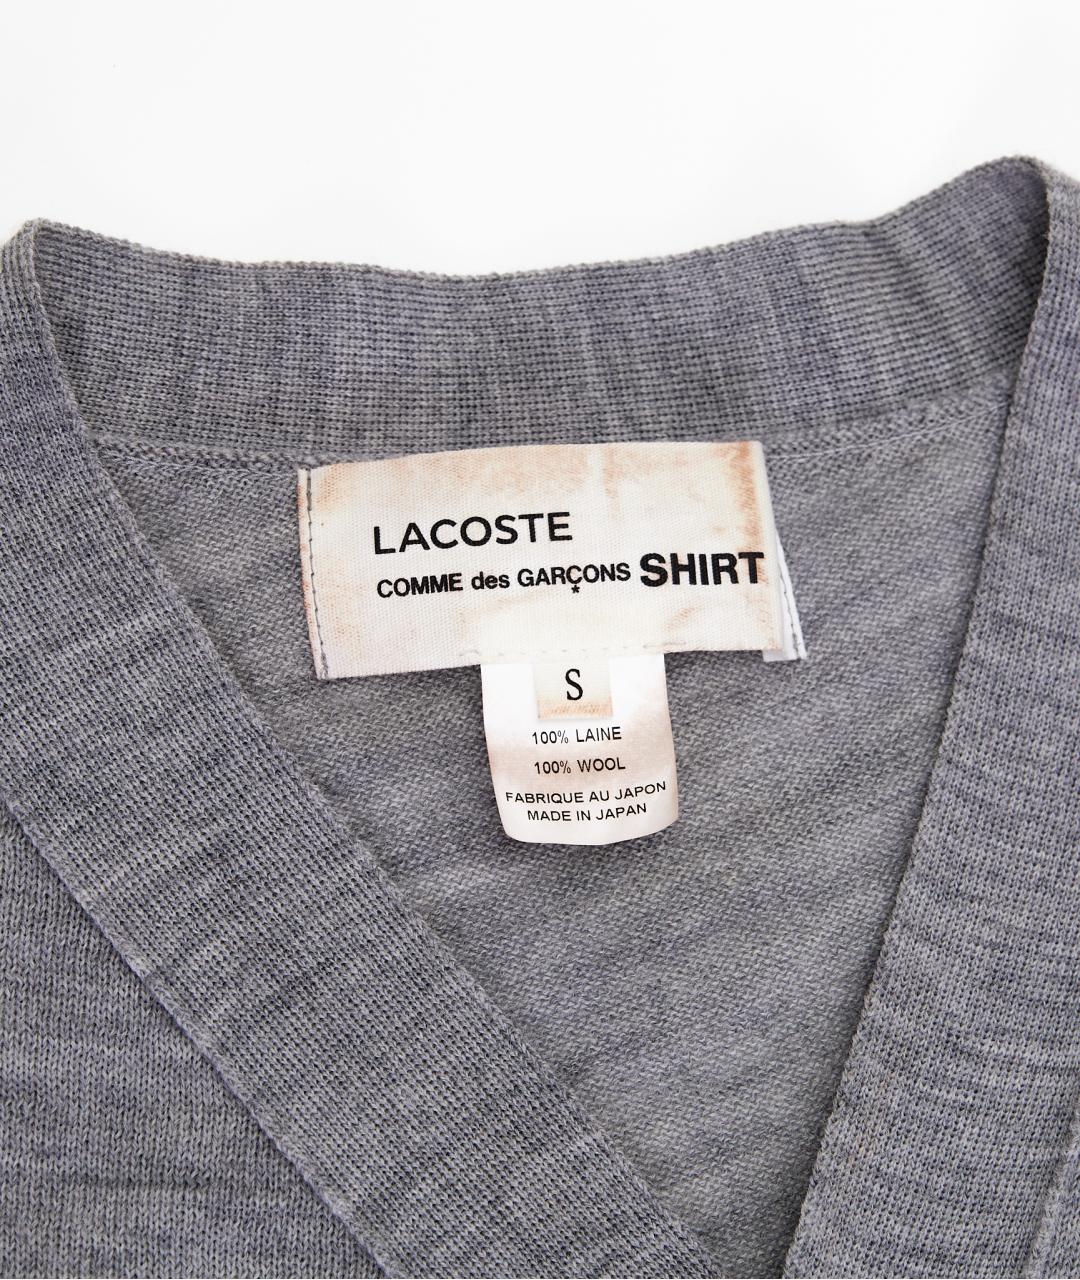 LACOSTE
COMME des GARÇONS SHIRT
*
S
100% LAINE
100% WOOL
FABRIQUE AU JAPON
MADE IN JAPAN